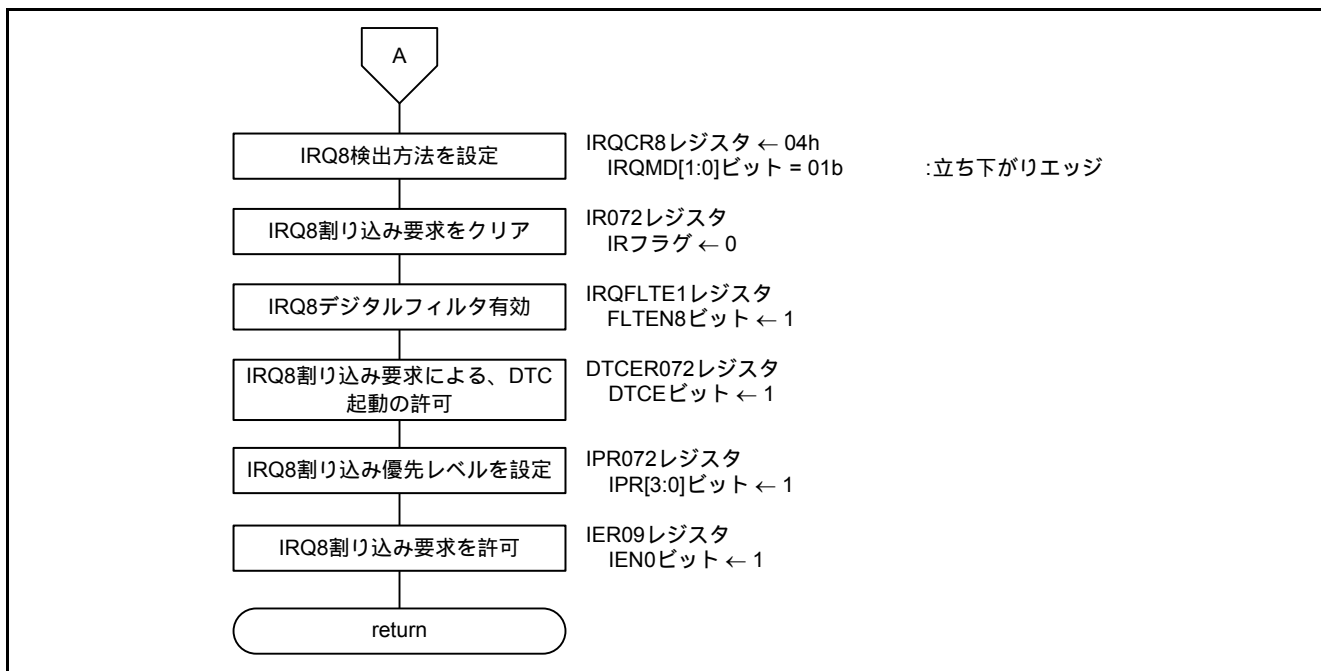 A
IRQ8検出方法を設定
IRQCR8レジスタ ← 04h
IRQMD[1:0]ビット = 01b :立ち下がりエッジ
IRQ8割り込み要求をクリア
IR072レジスタ
IRフラグ ← 0
IRQ8デジタルフィルタ有効
IRQFLTE1レジスタ
FLTEN8ビット ← 1
IRQ8割り込み要求による、DTC
起動の許可
DTCER072レジスタ
DTCEビット ← 1
IRQ8割り込み優先レベルを設定
IPR072レジスタ
IPR[3:0]ビット ← 1
IRQ8割り込み要求を許可
IER09レジスタ
IEN0ビット ← 1
return